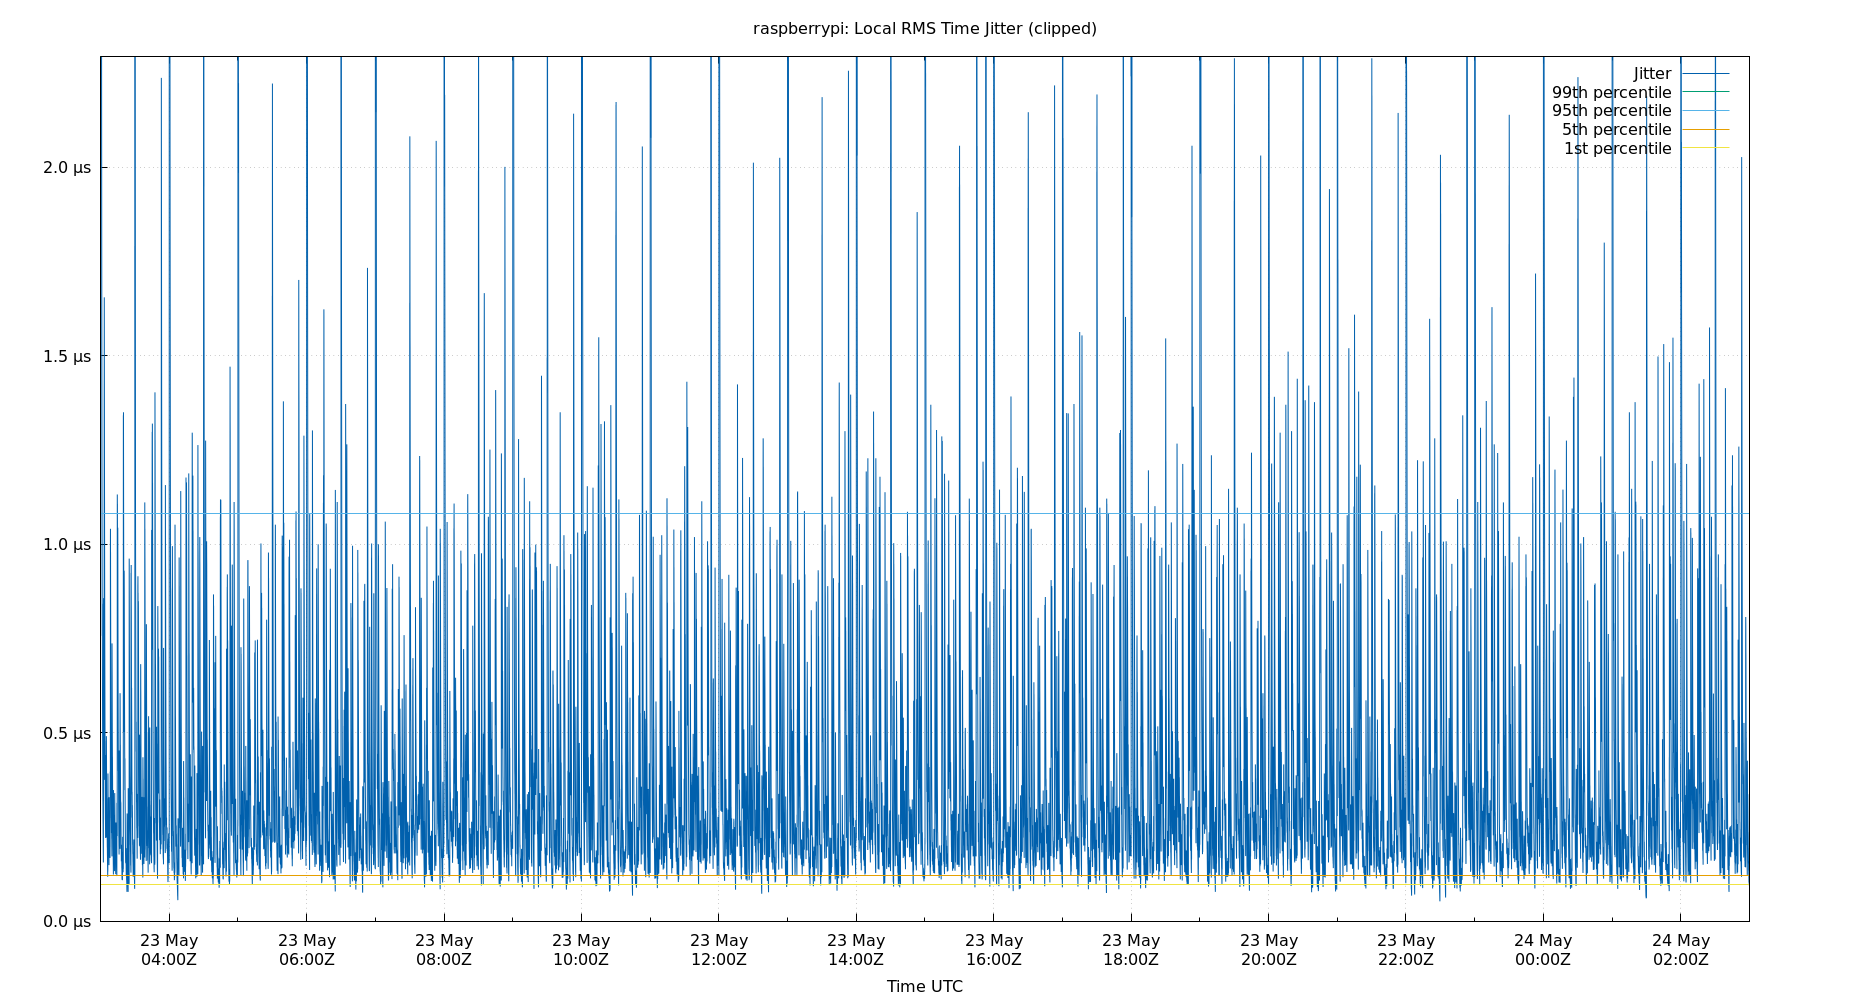 raspberrypi: Local RMS Time Jitter (clipped)
Jitter
99th percentile
95th percentile
5th percentile
1st percentile
2.0 µs
1.5 µs
1.0 µs
0.5 µs
0.0 µs
23 May 23 May 23 May 23 May 23 May 23 May 23 May 23 May 23 May 23 May 24 May 24 May
04:00Z 06:00Z 08:00Z 10:00Z 12:00Z 14:00Z 16:00Z 18:00Z 20:00Z 22:00Z 00:00Z 02:00Z
Time UTC